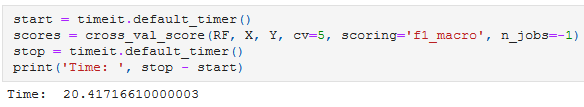 start = timeit.default_timer()
scores = cross_val_score(RF, X, Y, cv=5, scoring='f1_macro', n_jobs=-1)
stop = timeit.default_timer()
print('Time: ', stop - start)
Time:  20.41716610000003